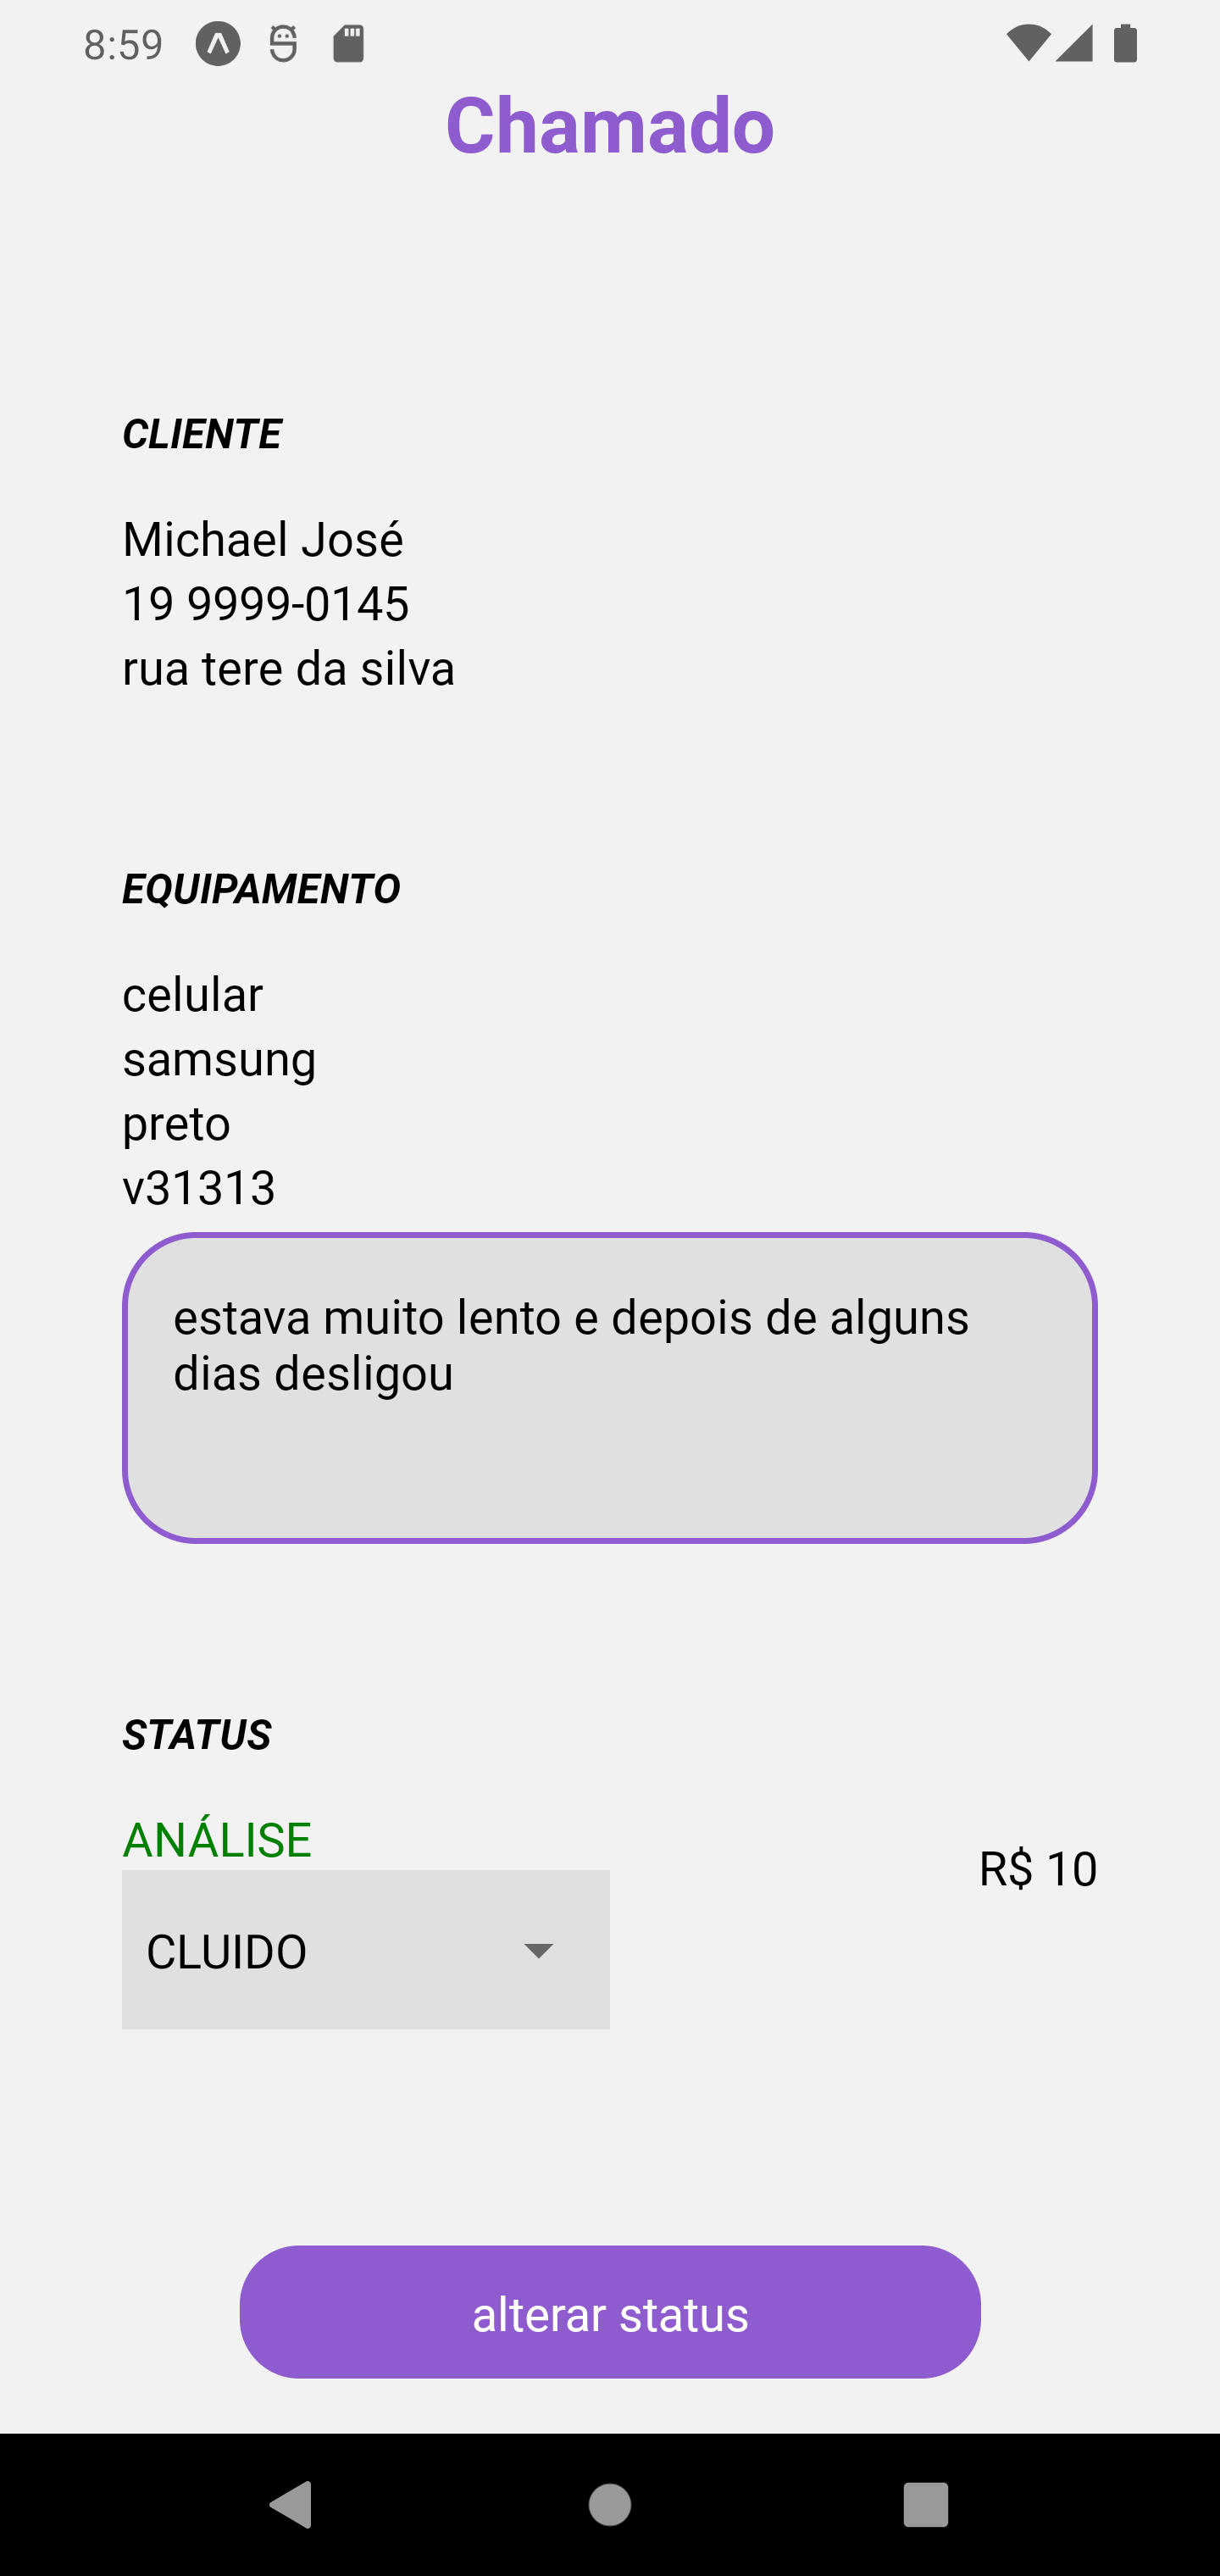 8:59
Chamado
CLIENTE
Michael José
19 9999-0145
rua tere da silva
EQUIPAMENTO
celular
samsung
preto
v31313
estava muito lento e depois de alguns
dias desligou
STATUS
ANÁLISE
R$ 10
CLUIDO
alterar status